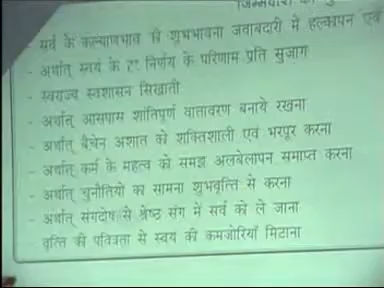 सर्व के कल्याणभाव की शुभभावना जवाबदारी में हल्कापन एवं
- अर्थात् स्वयं के हर निर्णय के परिणाम प्रति सुजाग
- स्वराज्य स्वशासन सिखाती
- अर्थात् आसपास शांतिपूर्ण वातावरण बनाये रखना
- अर्थात् बैचेन अशांत को शक्तिशाली एवं भरपूर करना
- अर्थात् कर्म के महत्व को समझ अलबेलापन समाप्त करना
- अर्थात् चुनौतियो का सामना शुभवृत्ति से करना
- अर्थात् संगदोष से श्रेष्ठ संग में सर्व को ले जाना
वृत्ति की पवित्रता से स्वयं की कमजोरियाँ मिटाना